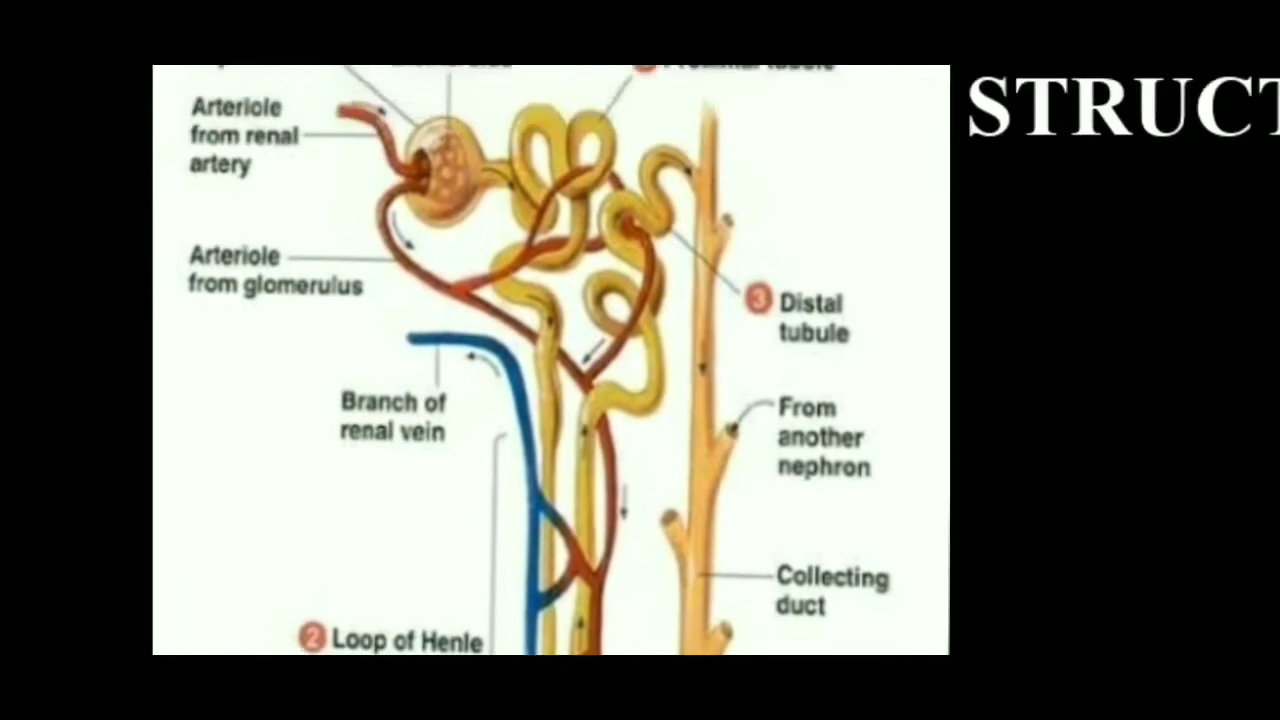 STRUCT
Arteriole
from renal
artery
Arteriole
from glomerulus
3 Distal
tubule
Branch of
renal vein
From
another
nephron
Collecting
duct
2 Loop of Henle